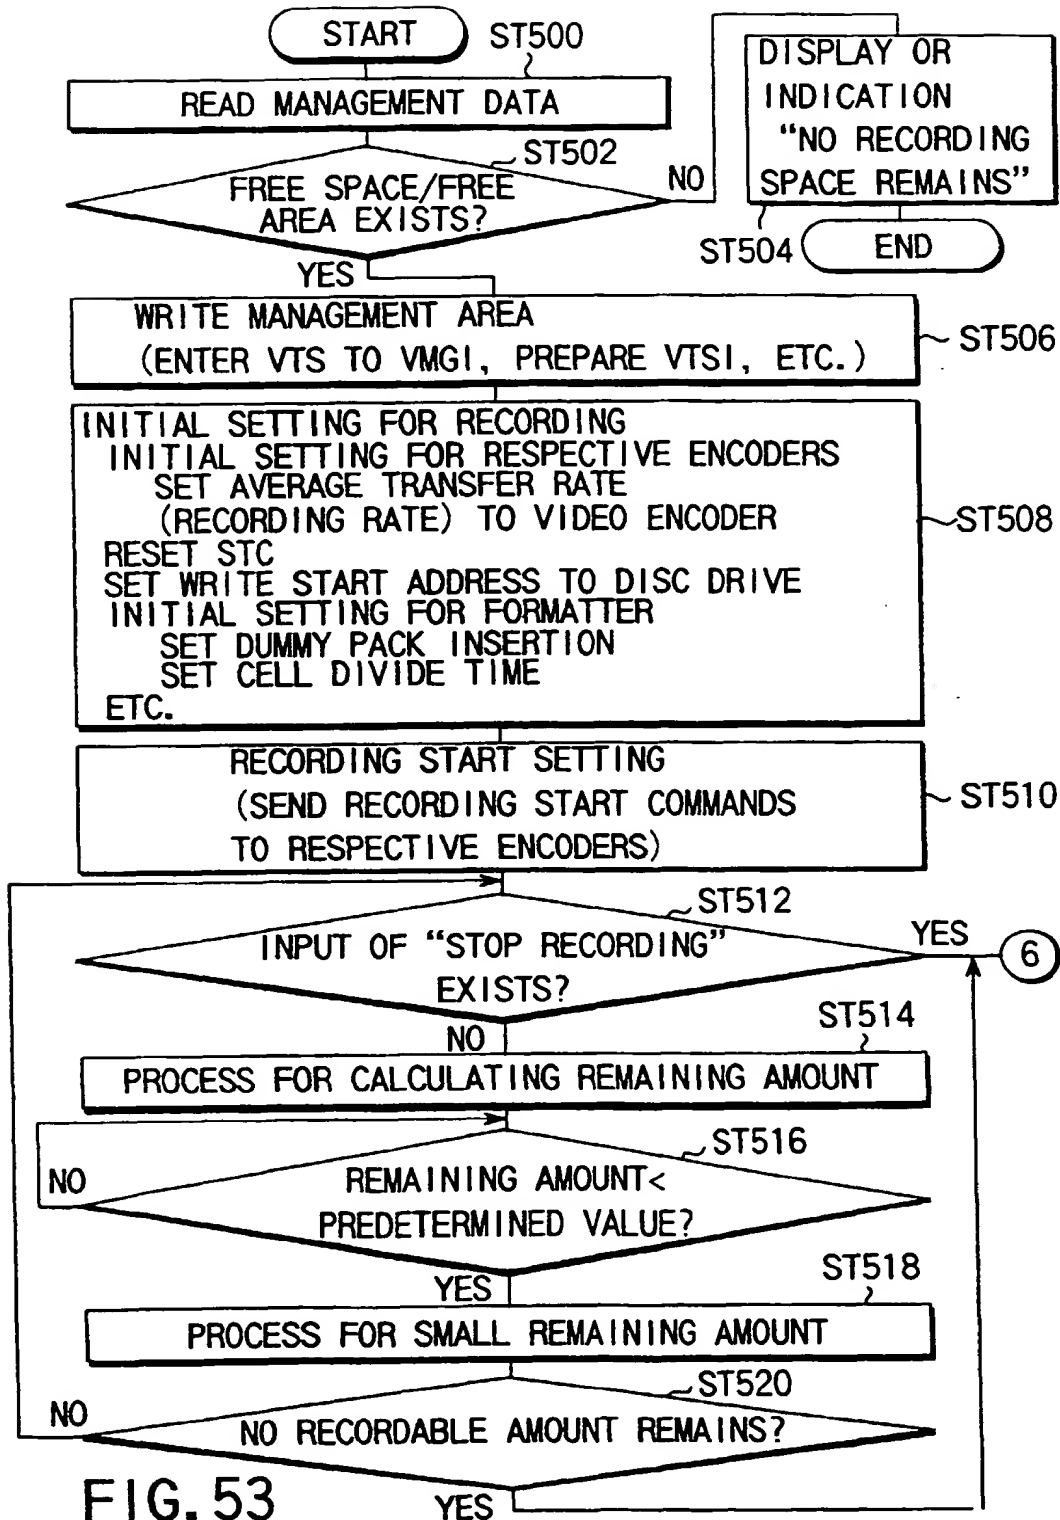 START
ST500
READ MANAGEMENT DATA
ST502
FREE SPACE/FREE
AREA EXISTS?
NO
DISPLAY OR
INDICATION
"NO RECORDING
SPACE REMAINS"
ST504
END
YES
WRITE MANAGEMENT AREA
(ENTER VTS TO VMGI, PREPARE VTSI, ETC.)
ST506
INITIAL SETTING FOR RECORDING
INITIAL SETTING FOR RESPECTIVE ENCODERS
SET AVERAGE TRANSFER RATE
(RECORDING RATE) TO VIDEO ENCODER
RESET STC
SET WRITE START ADDRESS TO DISC DRIVE
INITIAL SETTING FOR FORMATTER
SET DUMMY PACK INSERTION
SET CELL DIVIDE TIME
ETC.
ST508
RECORDING START SETTING
(SEND RECORDING START COMMANDS
TO RESPECTIVE ENCODERS)
ST510
ST512
INPUT OF "STOP RECORDING"
EXISTS?
YES
6
NO
ST514
PROCESS FOR CALCULATING REMAINING AMOUNT
ST516
NO
REMAINING AMOUNT<
PREDETERMINED VALUE?
YES
ST518
PROCESS FOR SMALL REMAINING AMOUNT
ST520
NO
NO RECORDABLE AMOUNT REMAINS?
YES
FIG. 53